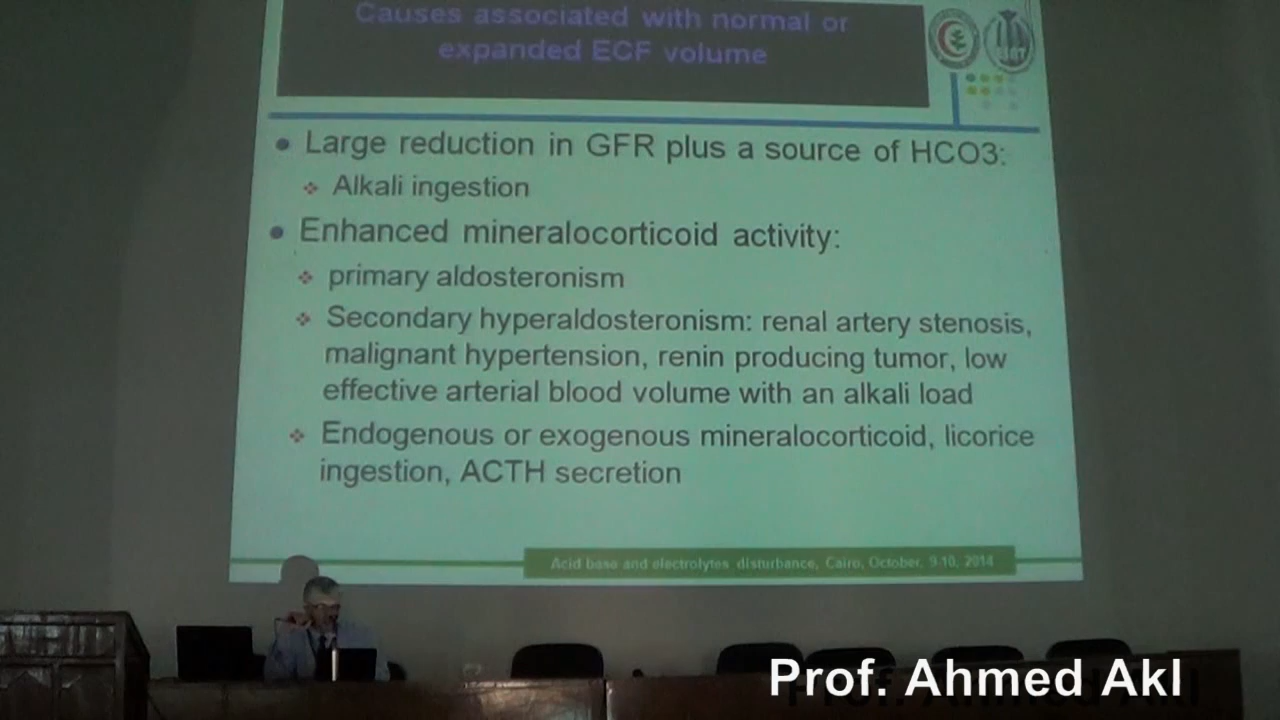 Causes associated with normal or
expanded ECF volume
• Large reduction in GFR plus a source of HCO3:
❖ Alkali ingestion
• Enhanced mineralocorticoid activity:
❖ primary aldosteronism
❖ Secondary hyperaldosteronism: renal artery stenosis,
malignant hypertension, renin producing tumor, low
effective arterial blood volume with an alkali load
❖ Endogenous or exogenous mineralocorticoid, licorice
ingestion, ACTH secretion
Acid base and electrolytes disturbance, Cairo, October, 9-10, 2014
Prof. Ahmed Akl